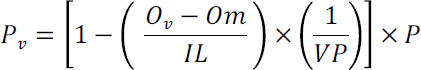 P_v = [1 − ( (O_v − Om) / IL ) × (1 / VP)] × P